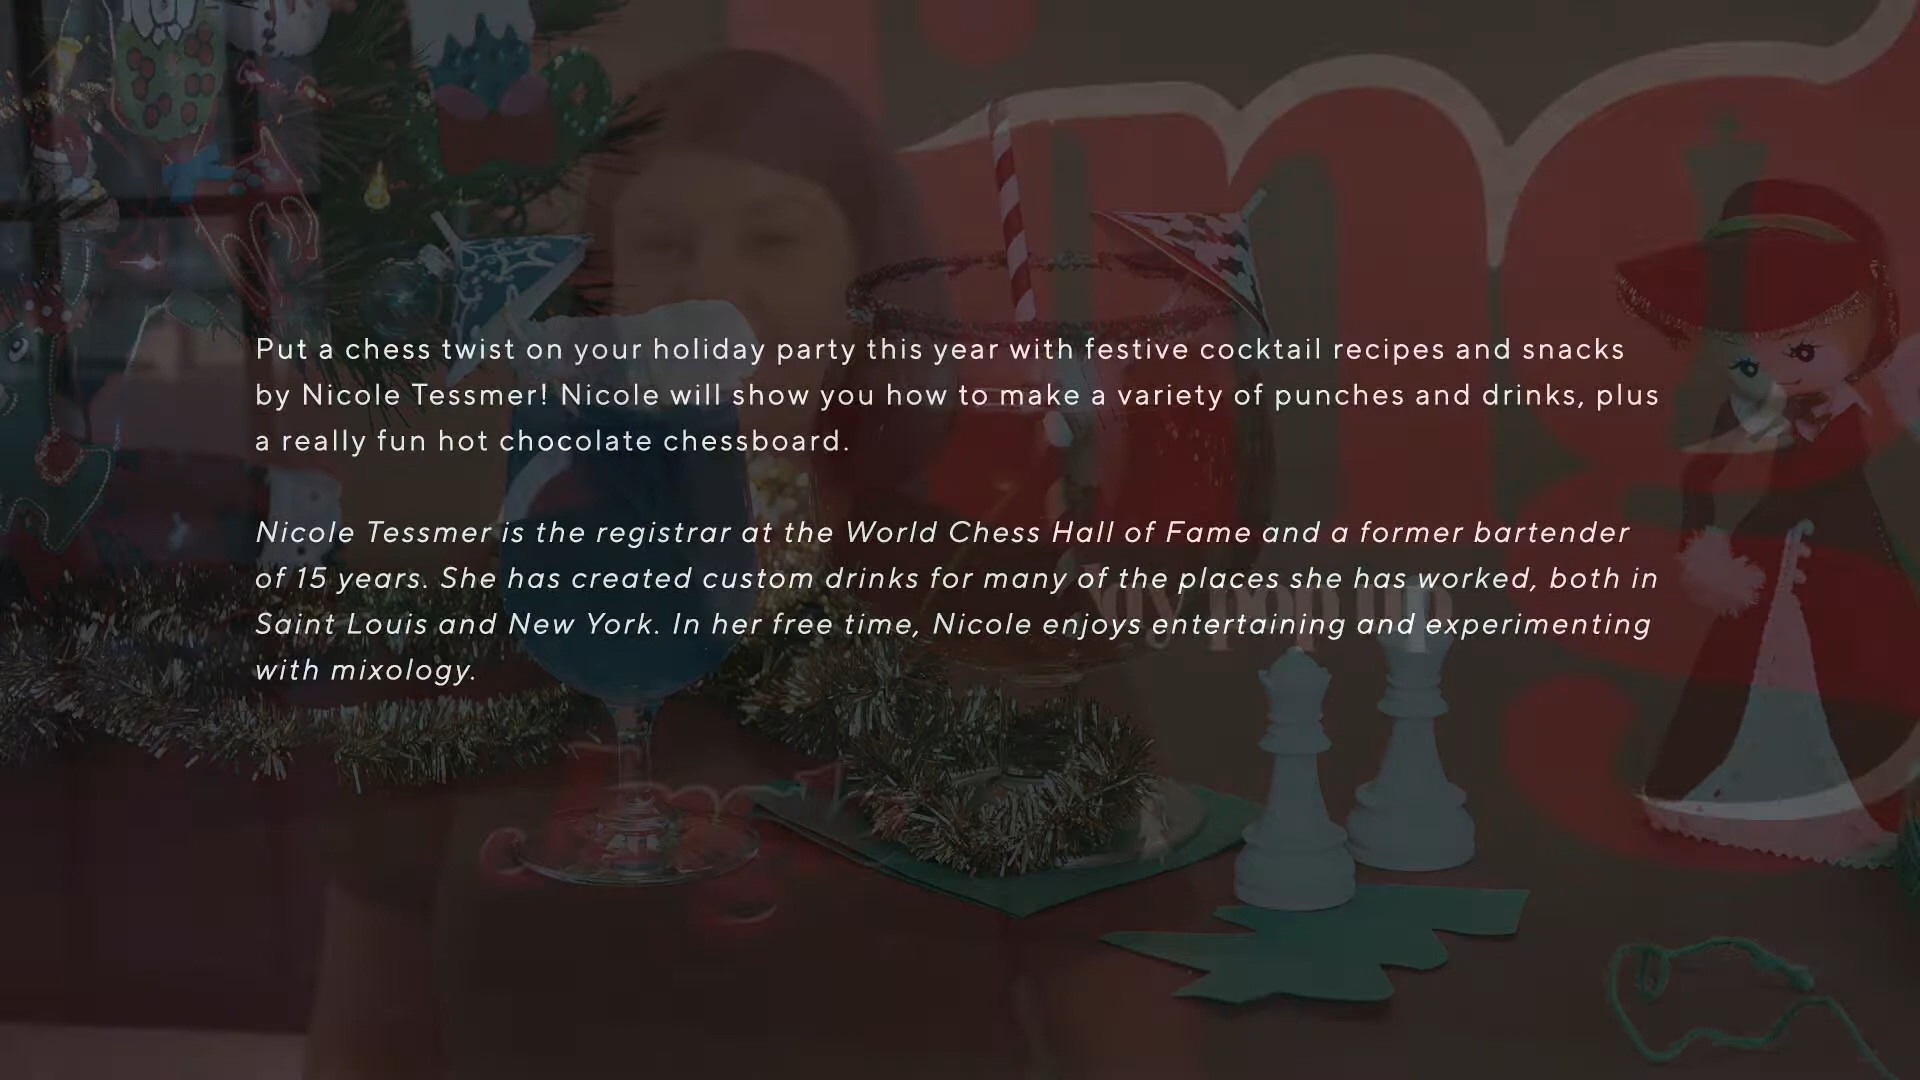 Put a chess twist on your holiday party this year with festive cocktail recipes and snacks
by Nicole Tessmer! Nicole will show you how to make a variety of punches and drinks, plus
a really fun hot chocolate chessboard.
Nicole Tessmer is the registrar at the World Chess Hall of Fame and a former bartender
of 15 years. She has created custom drinks for many of the places she has worked, both in
Saint Louis and New York. In her free time, Nicole enjoys entertaining and experimenting
with mixology.